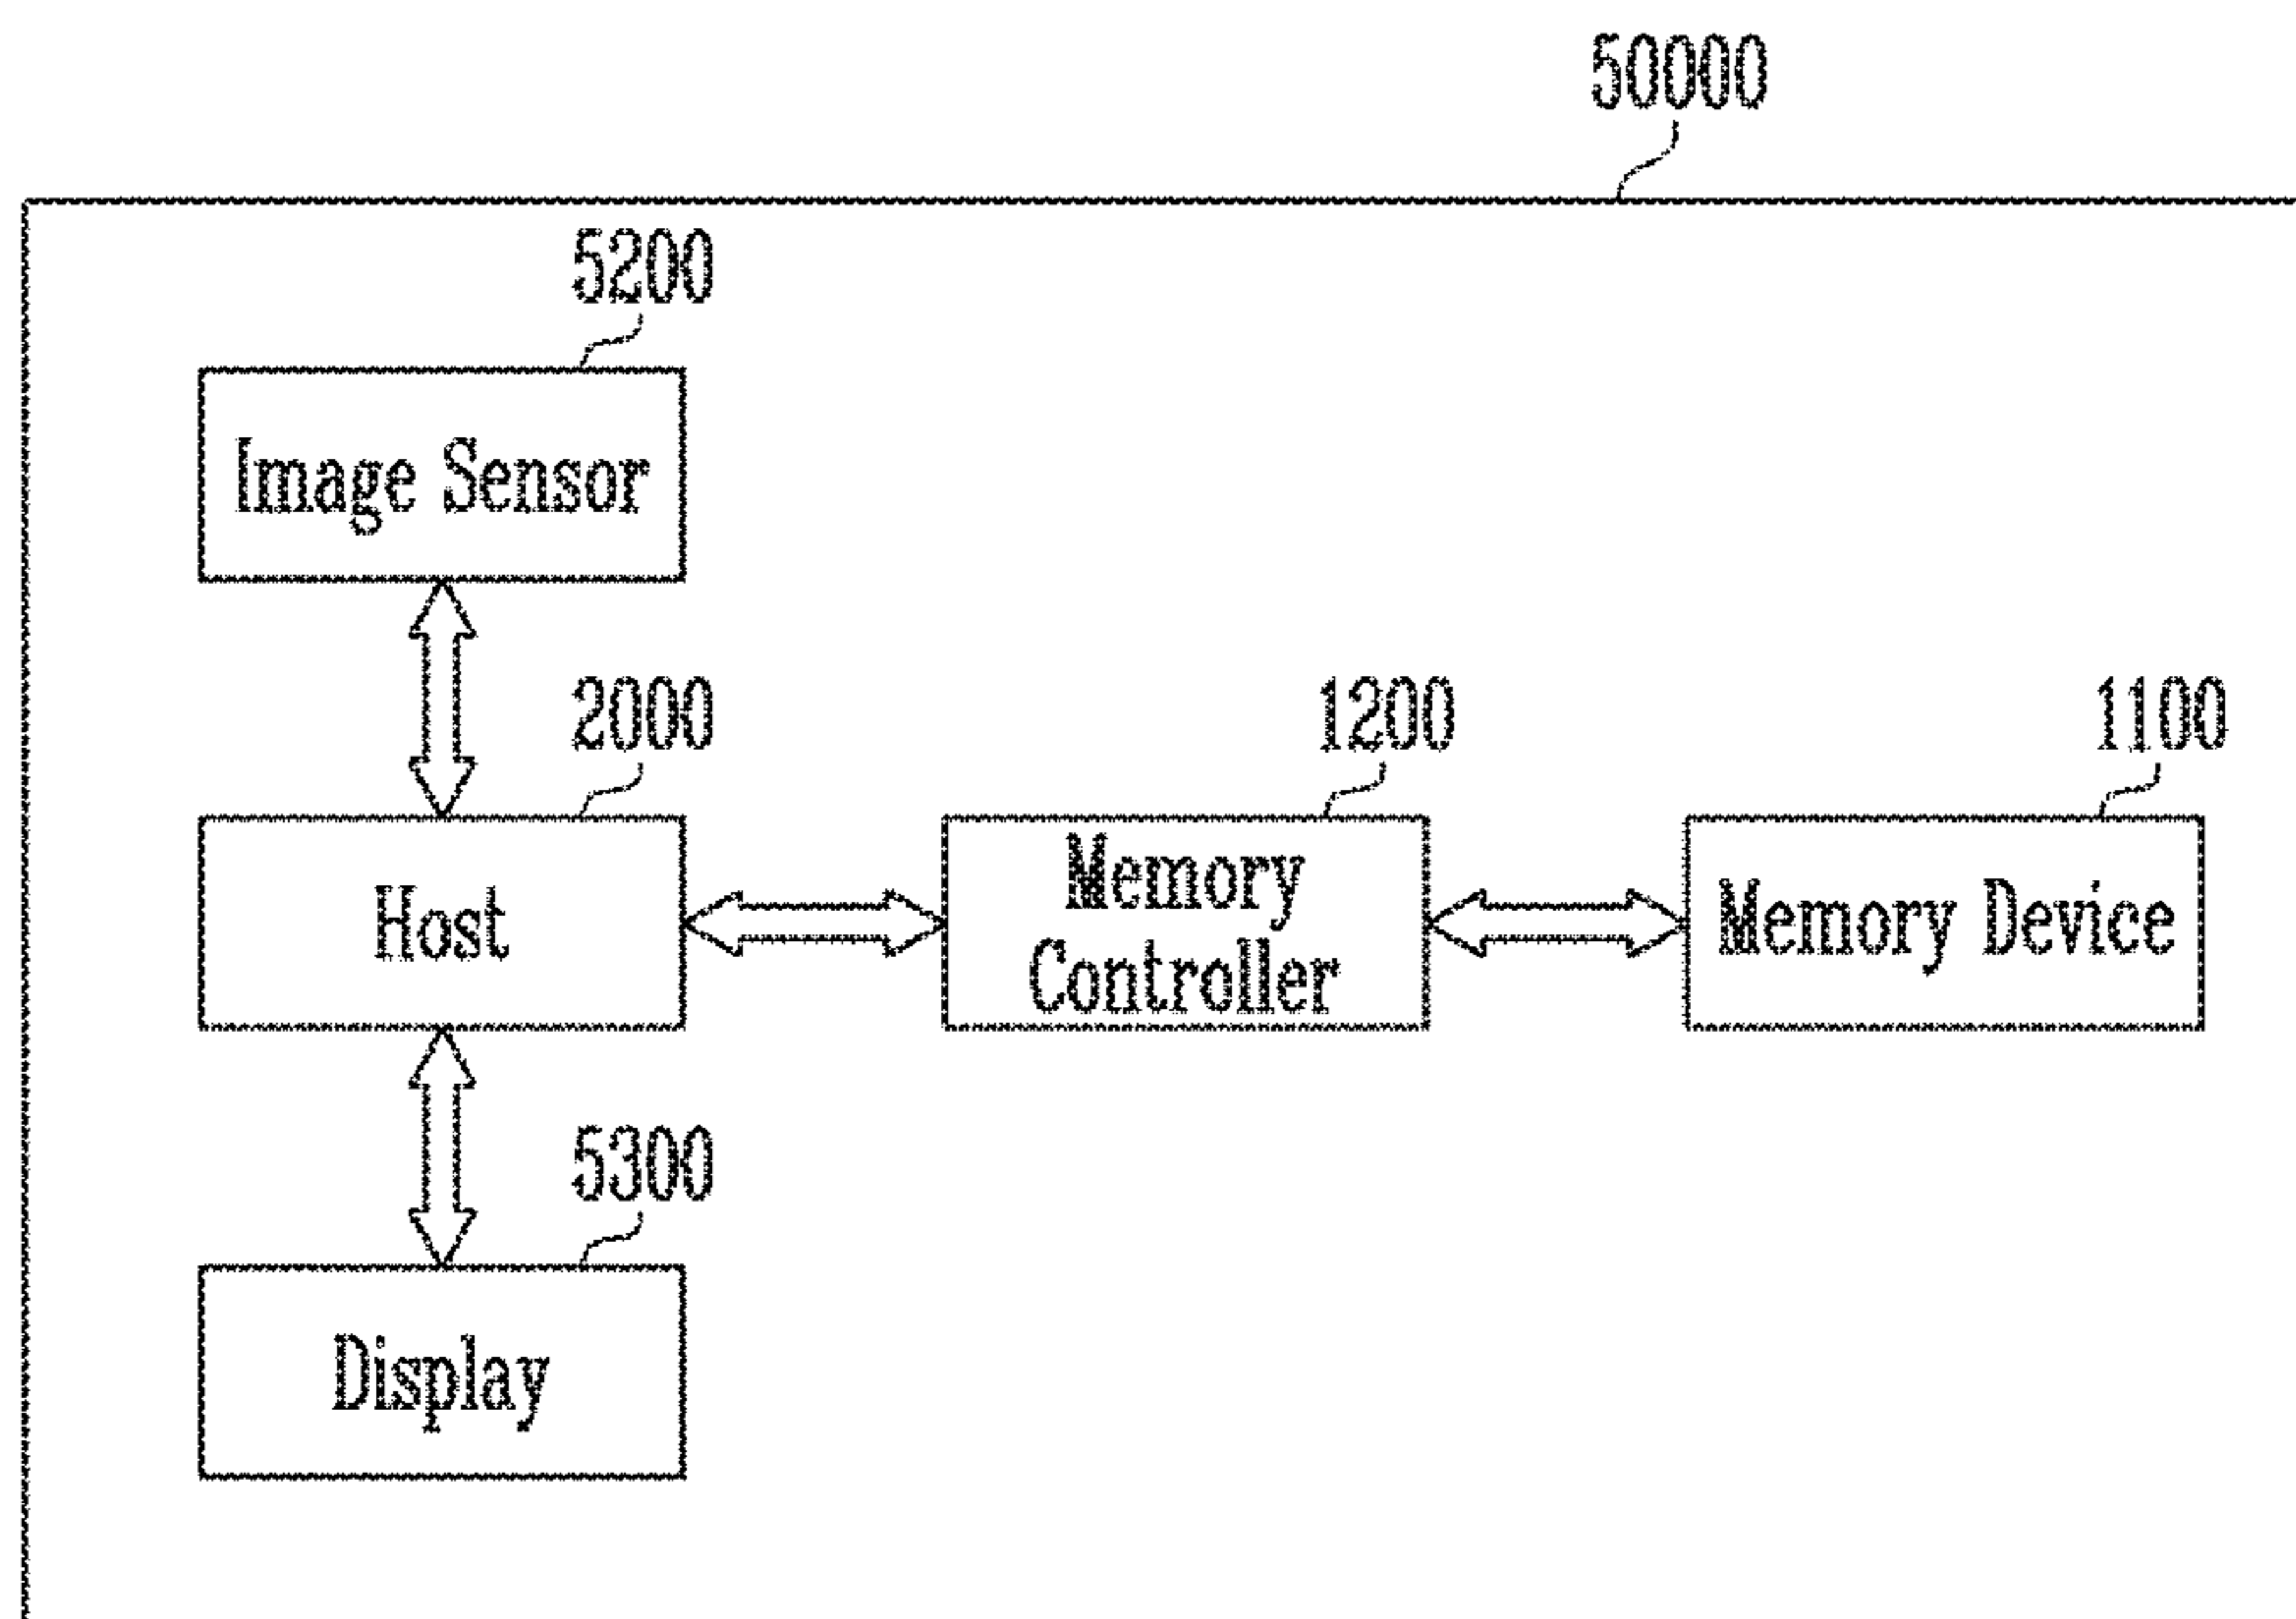 50000
5200
Image Sensor
2000
1200
1100
Host
Memory
Controller
Memory Device
5300
Display